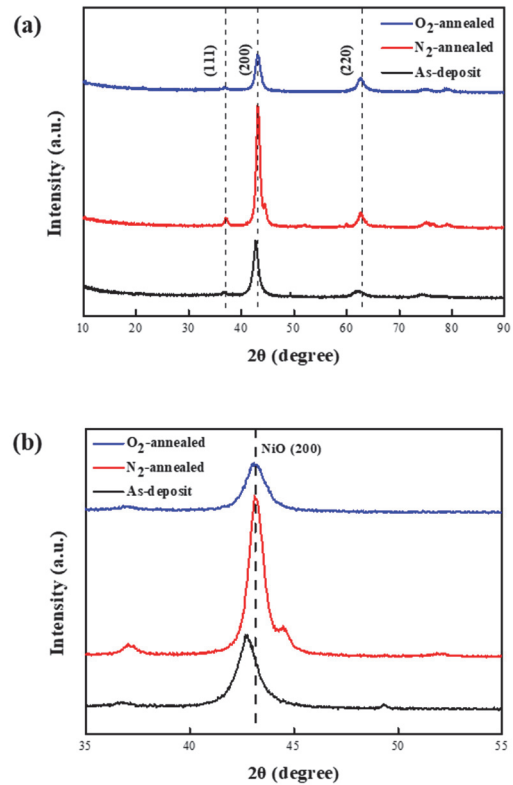 (a)
O2-annealed
N2-annealed
As-deposit
(111)
(200)
(220)
Intensity (a.u.)
10 20 30 40 50 60 70 80 90
2θ (degree)
(b)
O2-annealed
N2-annealed
As-deposit
NiO (200)
Intensity (a.u.)
35 40 45 50 55
2θ (degree)